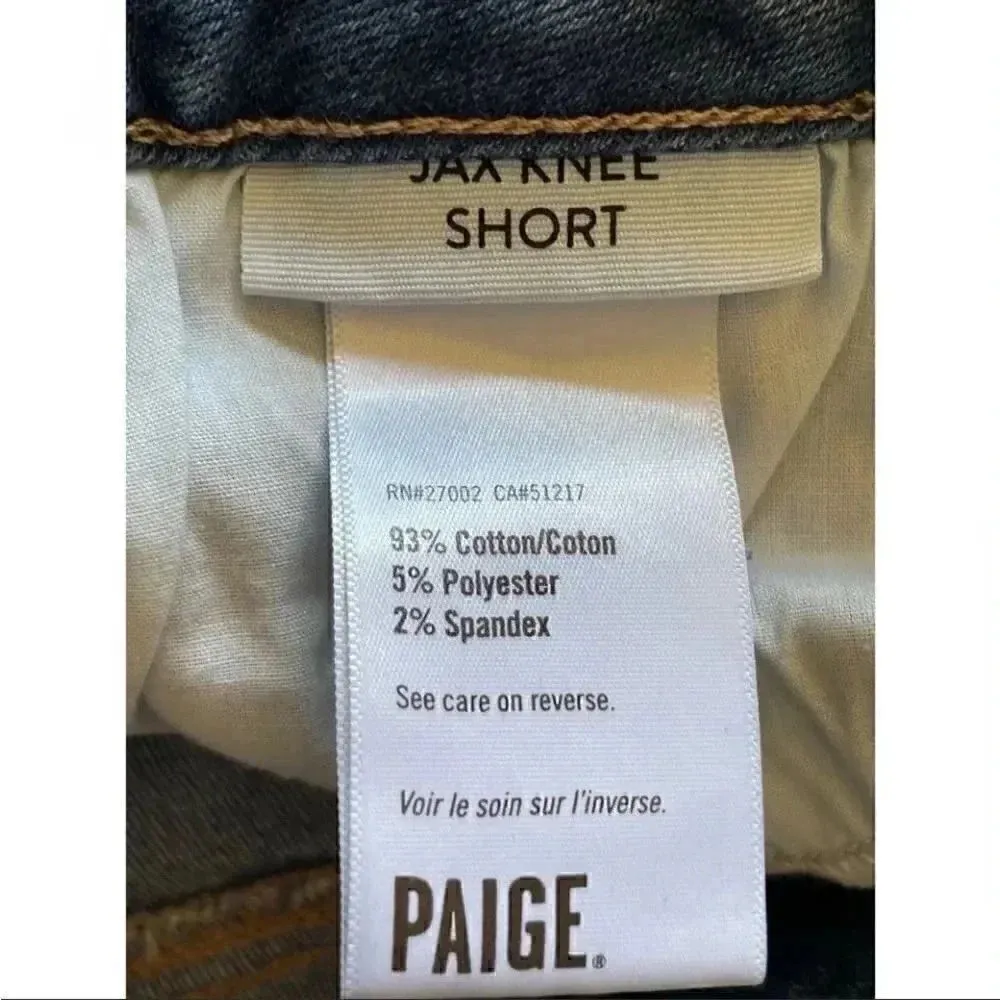 JAX KNEE
SHORT
RN#27002 CA#51217
93% Cotton/Coton
5% Polyester
2% Spandex
See care on reverse.
Voir le soin sur l'inverse.
PAIGE®